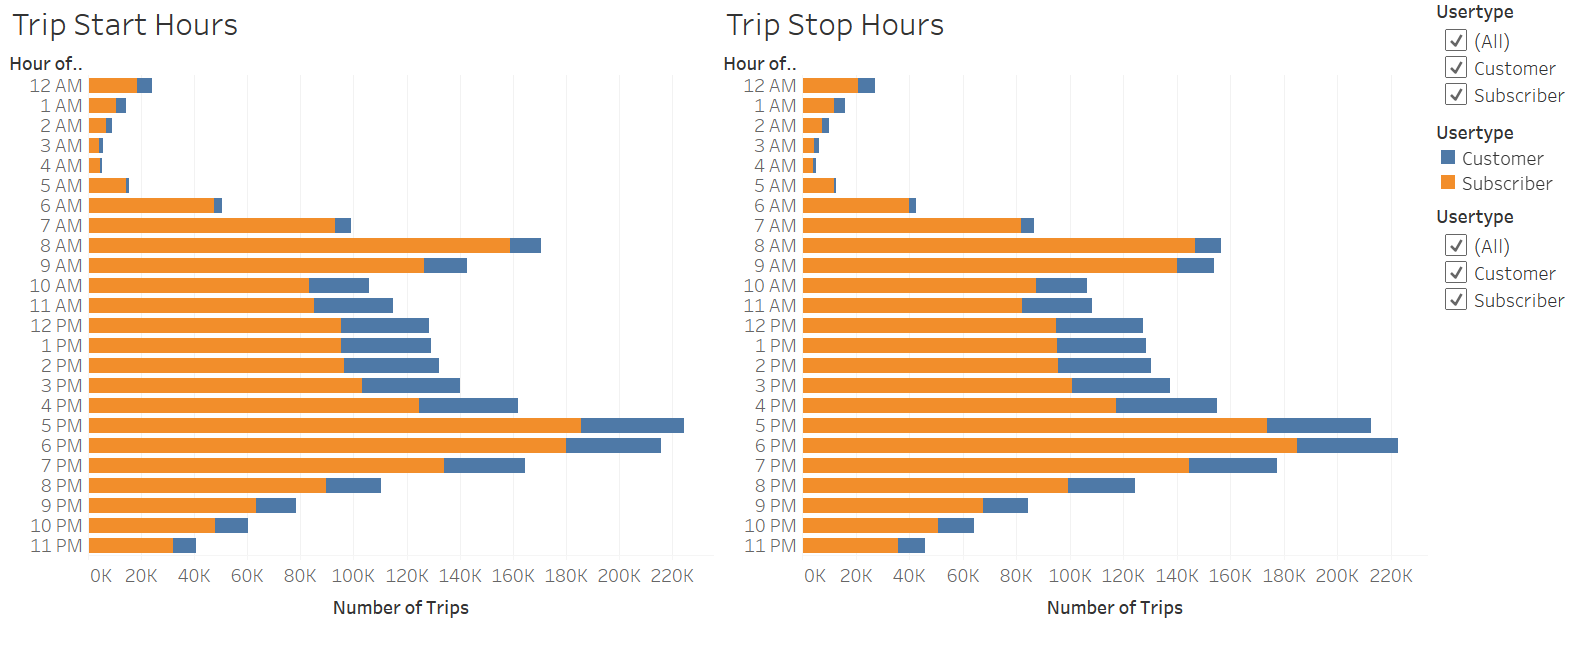 Trip Start Hours
Hour of..
12 AM
1 AM
2 AM
3 AM
4 AM
5 AM
6 AM
7 AM
8 AM
9 AM
10 AM
11 AM
12 PM
1 PM
2 PM
3 PM
4 PM
5 PM
6 PM
7 PM
8 PM
9 PM
10 PM
11 PM
0K 20K 40K 60K 80K 100K 120K 140K 160K 180K 200K 220K
Number of Trips
Trip Stop Hours
Hour of..
12 AM
1 AM
2 AM
3 AM
4 AM
5 AM
6 AM
7 AM
8 AM
9 AM
10 AM
11 AM
12 PM
1 PM
2 PM
3 PM
4 PM
5 PM
6 PM
7 PM
8 PM
9 PM
10 PM
11 PM
0K 20K 40K 60K 80K 100K 120K 140K 160K 180K 200K 220K
Number of Trips
Usertype
(All)
Customer
Subscriber
Usertype
Customer
Subscriber
Usertype
(All)
Customer
Subscriber